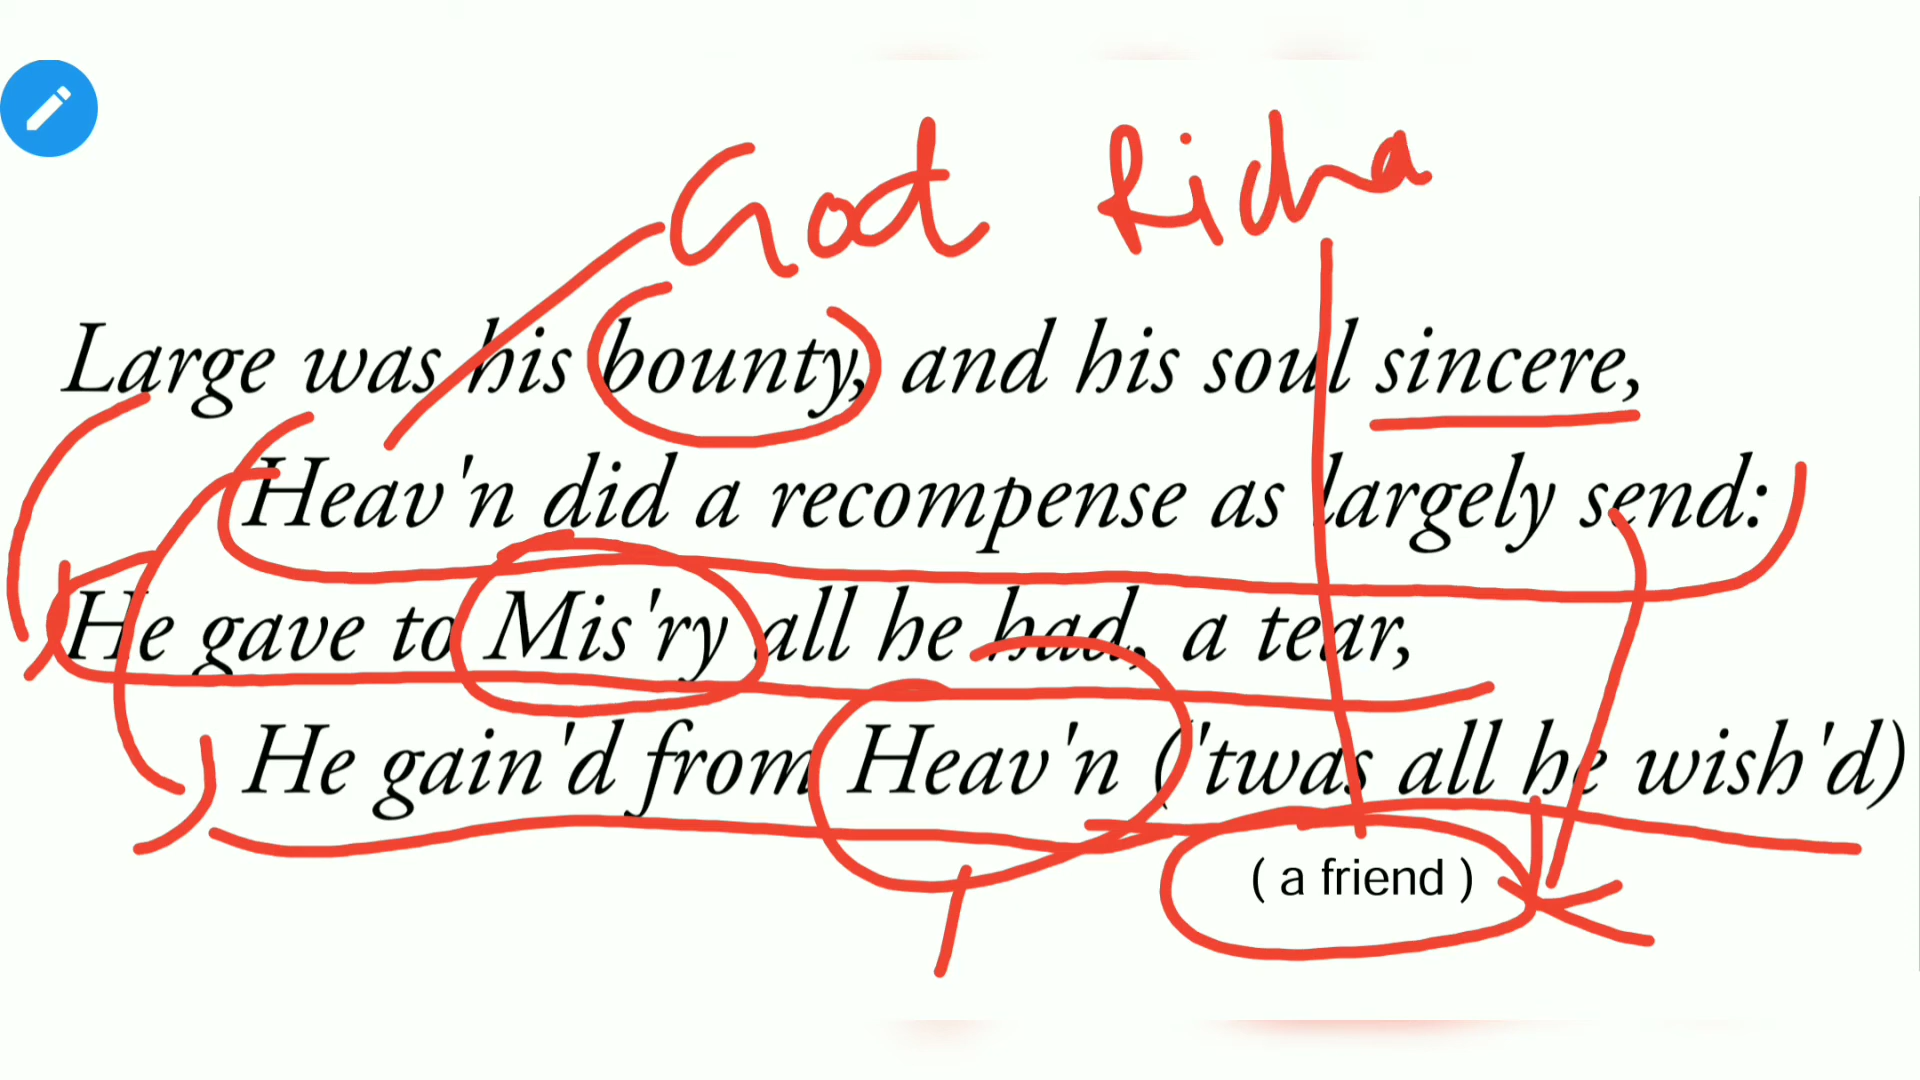 God Richa
Large was his bounty, and his soul sincere,
Heav'n did a recompense as largely send:
He gave to Mis'ry all he had, a tear,
He gain'd from Heav'n ('twas all he wish'd)
( a friend )